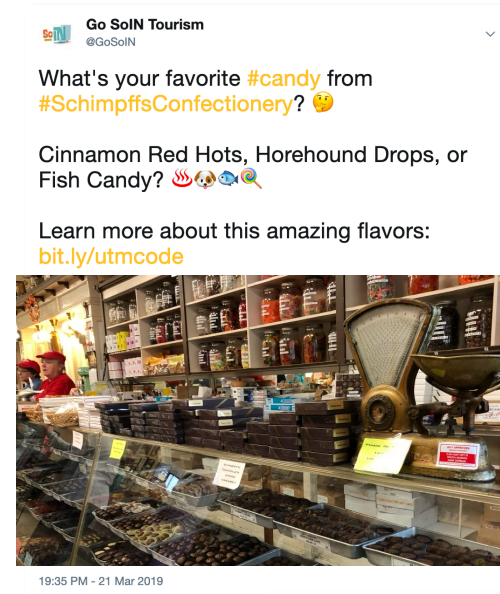 SoIN
Go SoIN Tourism
@GoSoIN
What's your favorite #candy from
#SchimpffsConfectionery? 🤔
Cinnamon Red Hots, Horehound Drops, or
Fish Candy? ♨️🐶🐟🍭
Learn more about this amazing flavors:
bit.ly/utmcode
19:35 PM - 21 Mar 2019